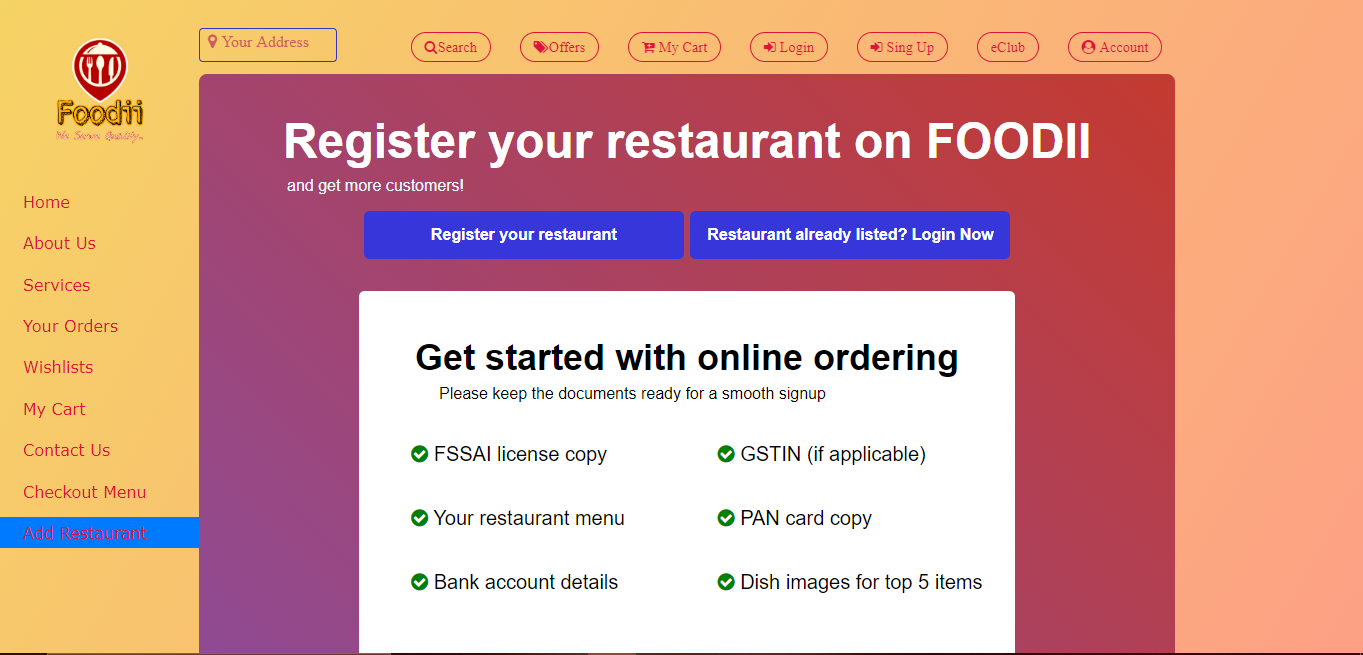 Your Address
Search
Offers
My Cart
Login
Sing Up
eClub
Account
Foodii
We Serve Quickly..
Home
About Us
Services
Your Orders
Wishlists
My Cart
Contact Us
Checkout Menu
Add Restaurant
Register your restaurant on FOODII
and get more customers!
Register your restaurant
Restaurant already listed? Login Now
Get started with online ordering
Please keep the documents ready for a smooth signup
FSSAI license copy
GSTIN (if applicable)
Your restaurant menu
PAN card copy
Bank account details
Dish images for top 5 items